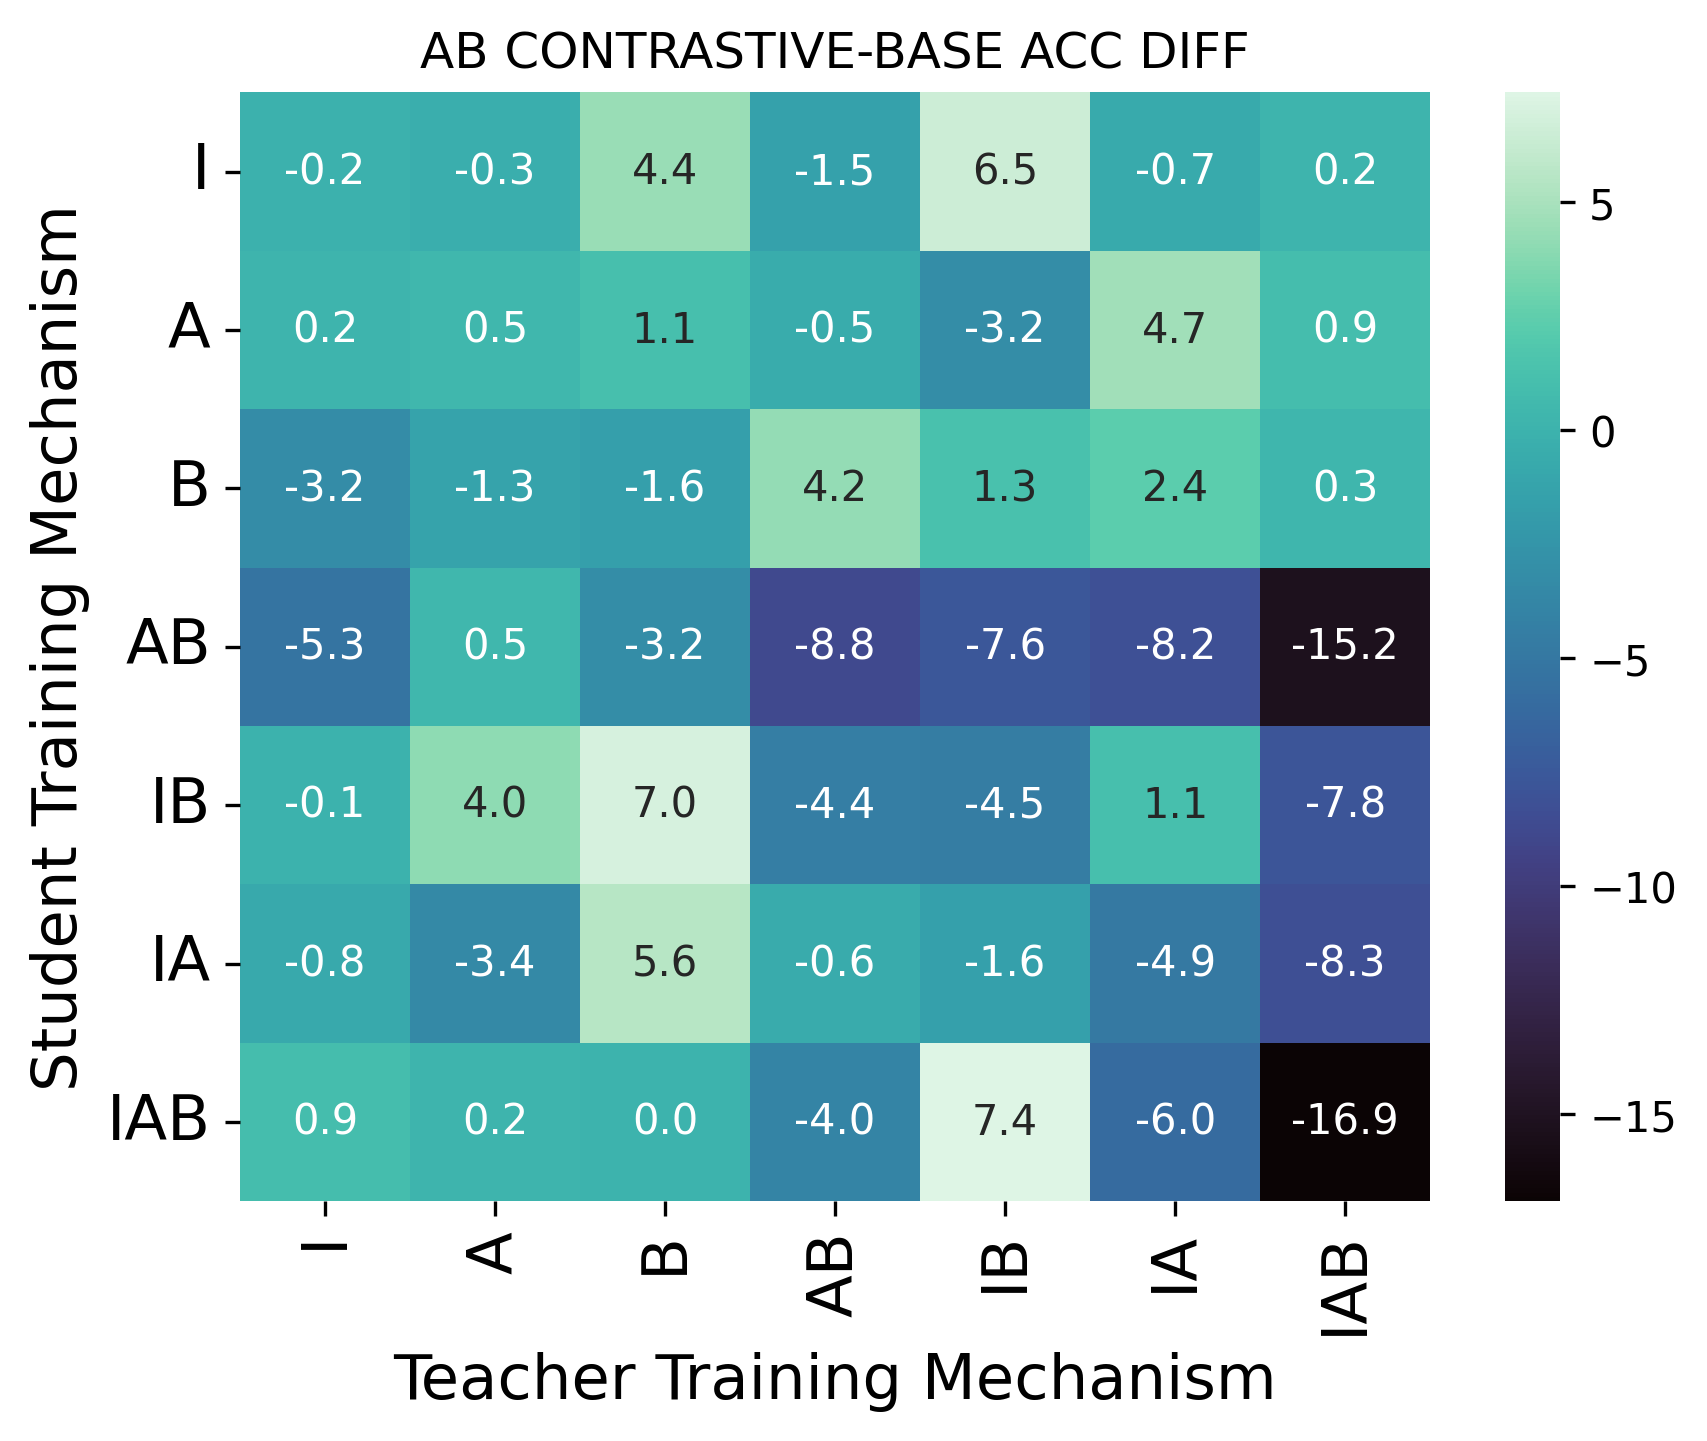 AB CONTRASTIVE-BASE ACC DIFF
Student Training Mechanism
I -0.2 -0.3 4.4 -1.5 6.5 -0.7 0.2
A 0.2 0.5 1.1 -0.5 -3.2 4.7 0.9
B -3.2 -1.3 -1.6 4.2 1.3 2.4 0.3
AB -5.3 0.5 -3.2 -8.8 -7.6 -8.2 -15.2
IB -0.1 4.0 7.0 -4.4 -4.5 1.1 -7.8
IA -0.8 -3.4 5.6 -0.6 -1.6 -4.9 -8.3
IAB 0.9 0.2 0.0 -4.0 7.4 -6.0 -16.9
I A B AB IB IA IAB
Teacher Training Mechanism
5
0
−5
−10
−15